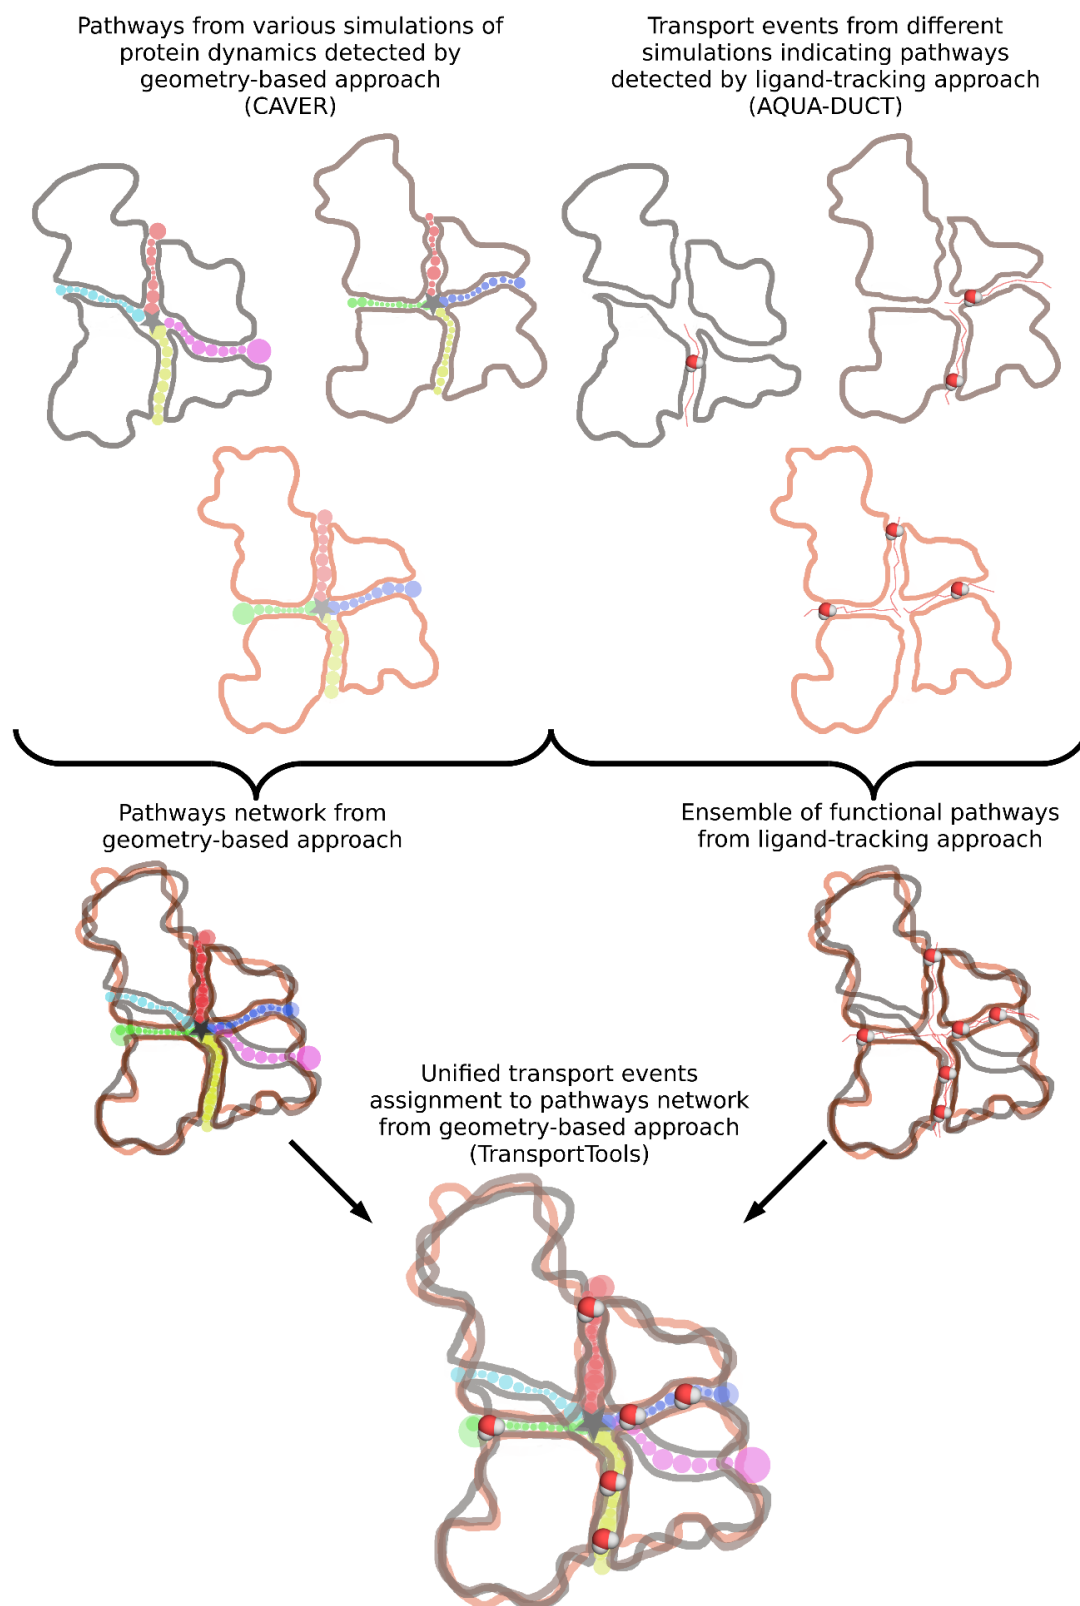 Pathways from various simulations of
protein dynamics detected by
geometry-based approach
(CAVER)
Transport events from different
simulations indicating pathways
detected by ligand-tracking approach
(AQUA-DUCT)
Pathways network from
geometry-based approach
Ensemble of functional pathways
from ligand-tracking approach
Unified transport events
assignment to pathways network
from geometry-based approach
(TransportTools)